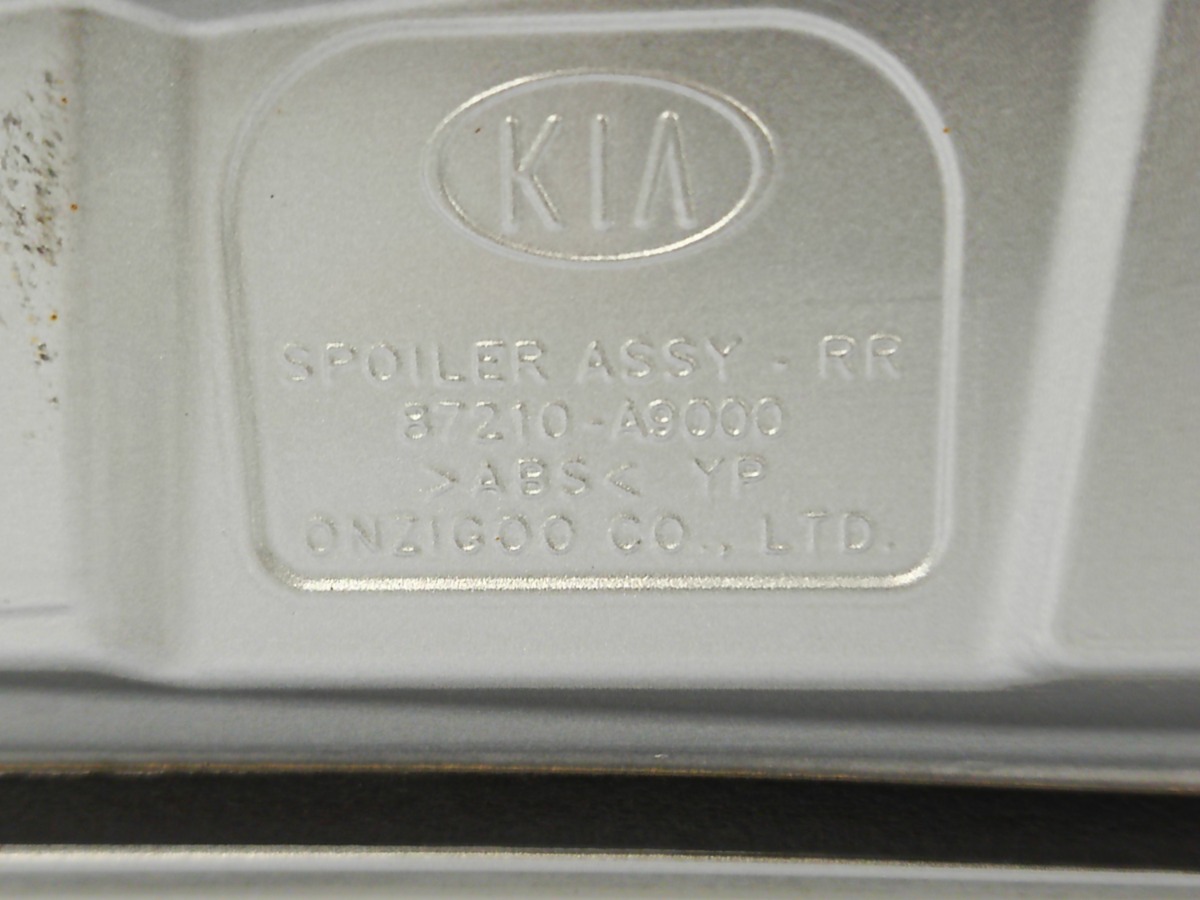 KIA
SPOILER ASSY - RR
87210-A9000
>ABS< YP
ONZIGOO CO., LTD.